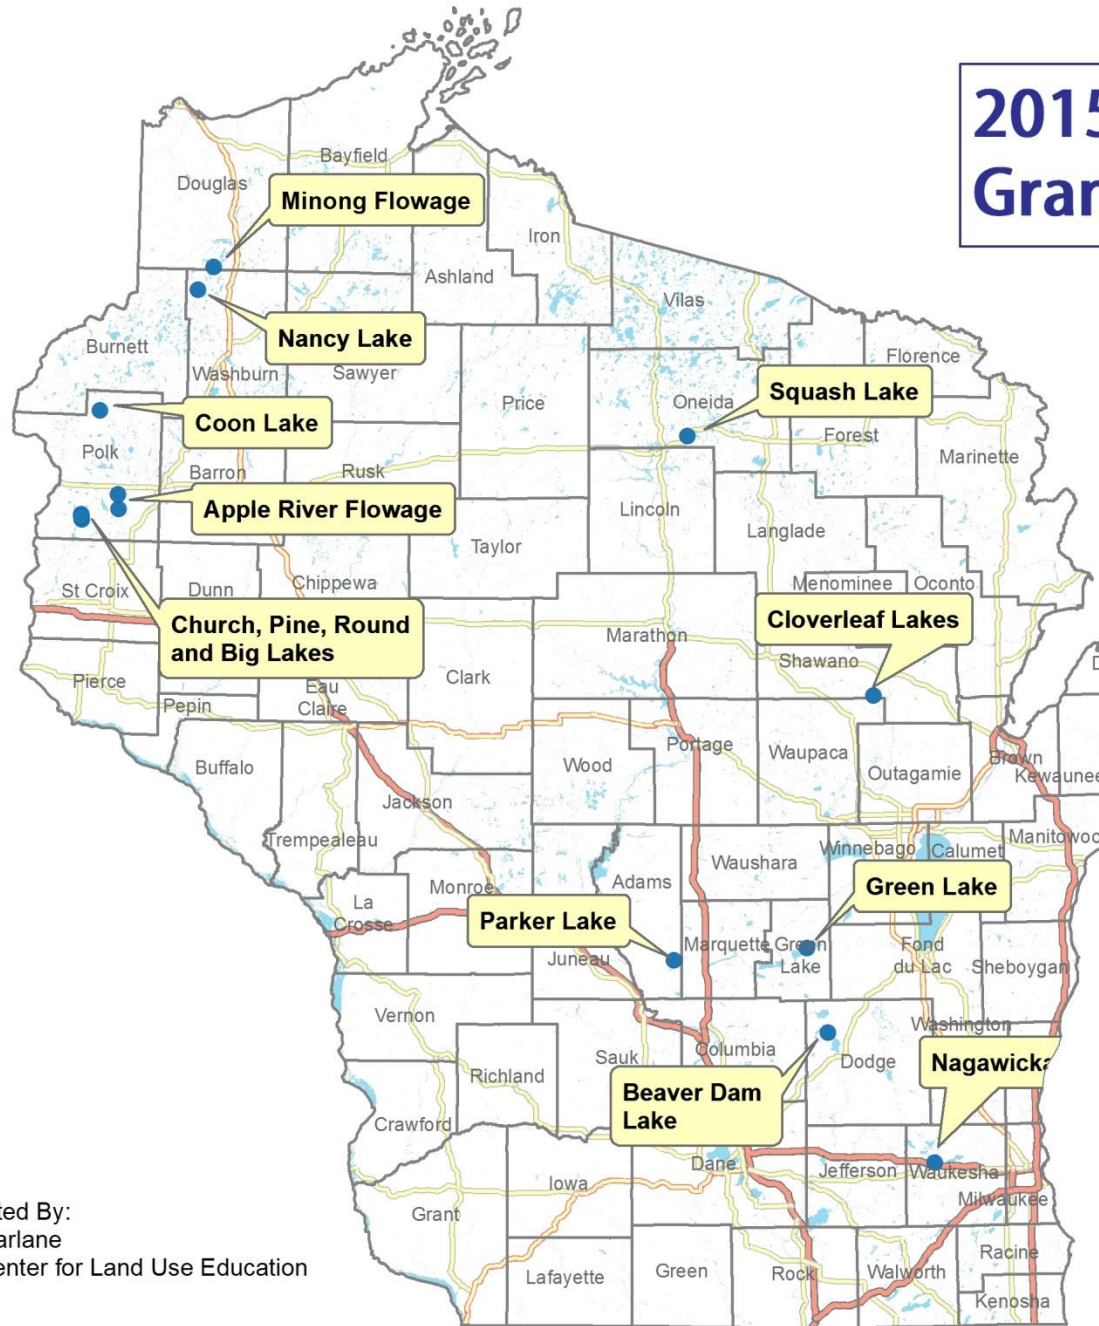 2015
Gran
Bayfield
Douglas
Minong Flowage
Iron
Ashland
Vilas
Nancy Lake
Burnett
Washburn
Sawyer
Florence
Price
Oneida
Squash Lake
Coon Lake
Forest
Polk
Barron
Rusk
Marinette
Apple River Flowage
Lincoln
Langlade
Taylor
St Croix
Dunn
Chippewa
Menominee
Oconto
Church, Pine, Round
and Big Lakes
Marathon
Cloverleaf Lakes
Shawano
Pierce
Clark
Eau
Claire
Pepin
Buffalo
Wood
Portage
Waupaca
Outagamie
Brown
Kewaunee
Jackson
Trempealeau
Winnebago
Calumet
Manitowoc
Waushara
Adams
Monroe
La
Crosse
Green Lake
Parker Lake
Juneau
Marquette
Green
Lake
Fond
du Lac
Sheboygan
Vernon
Washington
Sauk
Columbia
Dodge
Richland
Nagawicka
Beaver Dam
Lake
Crawford
Dane
Jefferson
Waukesha
Iowa
Milwaukee
Grant
ted By:
arlane
enter for Land Use Education
Lafayette
Green
Rock
Walworth
Racine
Kenosha